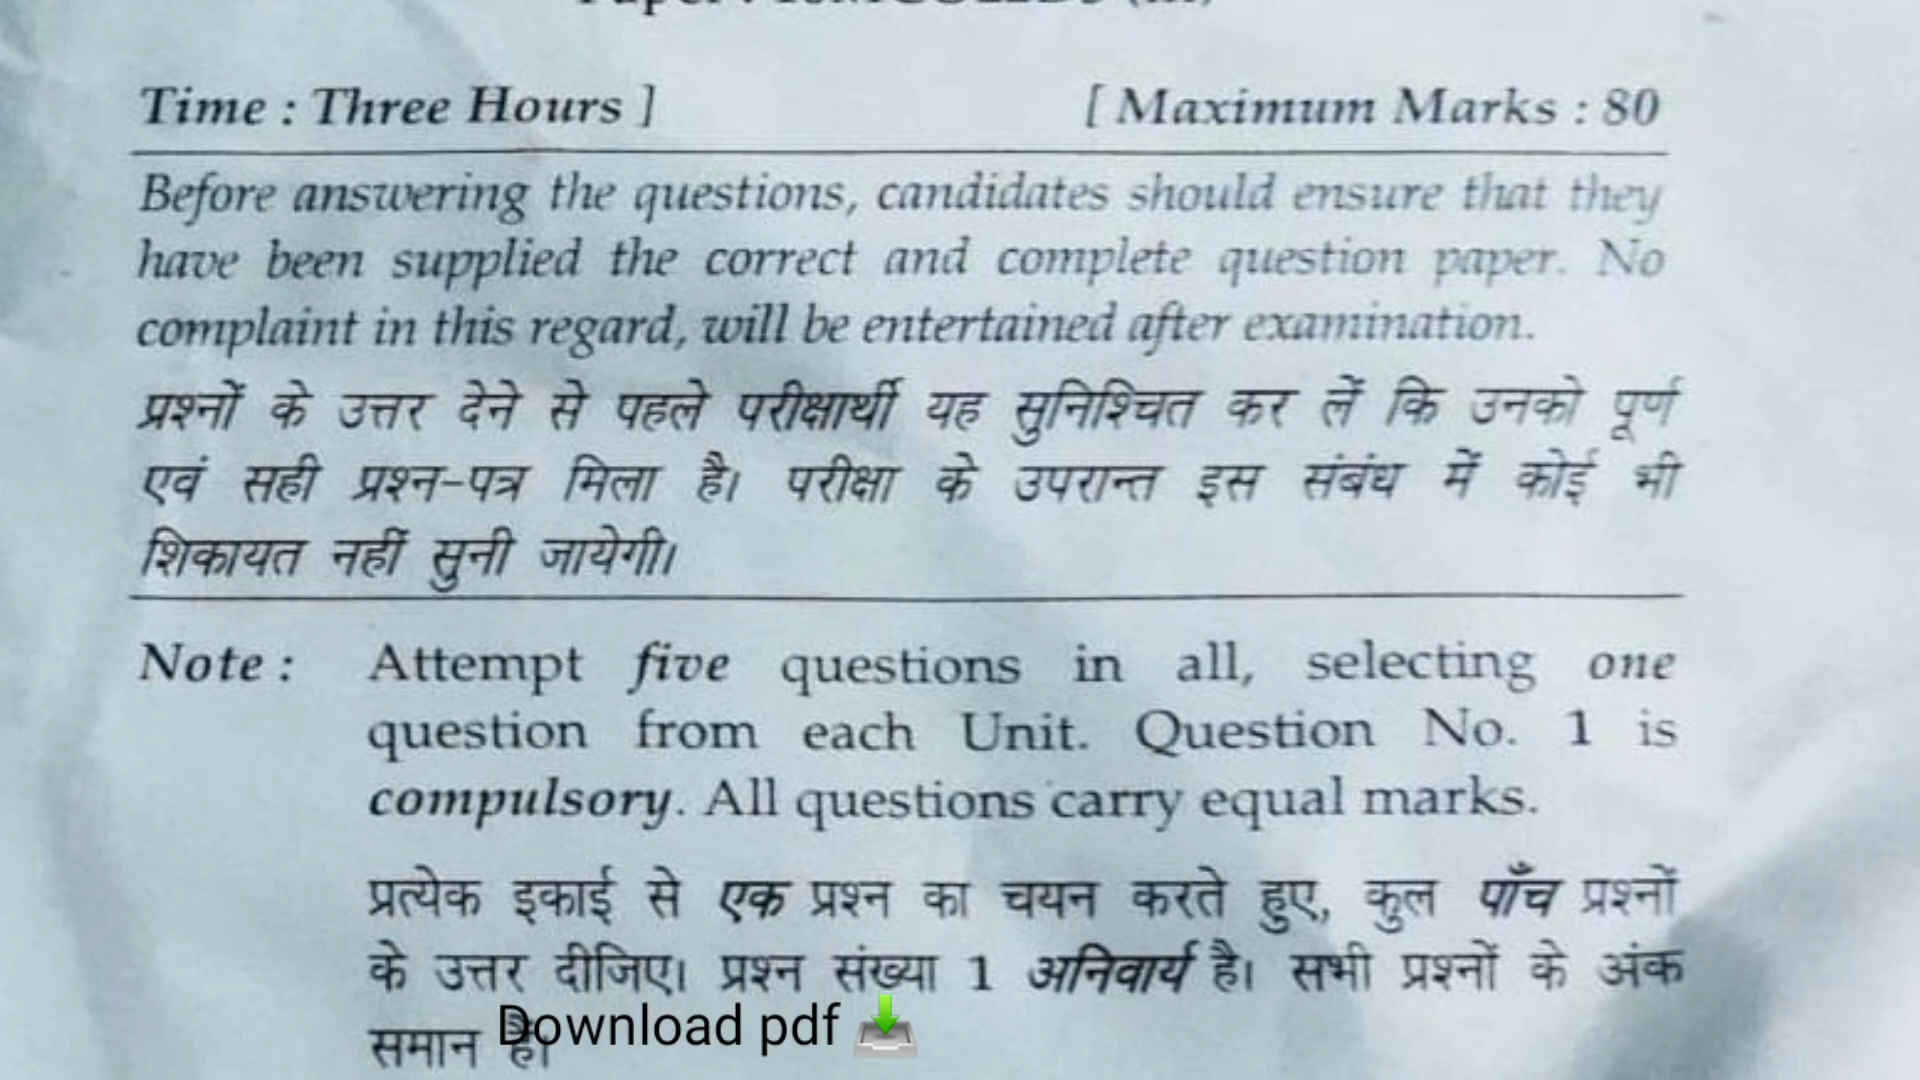 Time : Three Hours ] [ Maximum Marks : 80
Before answering the questions, candidates should ensure that they
have been supplied the correct and complete question paper. No
complaint in this regard, will be entertained after examination.
प्रश्नों के उत्तर देने से पहले परीक्षार्थी यह सुनिश्चित कर लें कि उनको पूर्ण
एवं सही प्रश्न-पत्र मिला है। परीक्षा के उपरान्त इस संबंध में कोई भी
शिकायत नहीं सुनी जायेगी।
Note : Attempt five questions in all, selecting one
question from each Unit. Question No. 1 is
compulsory. All questions carry equal marks.
प्रत्येक इकाई से एक प्रश्न का चयन करते हुए, कुल पाँच प्रश्नों
के उत्तर दीजिए। प्रश्न संख्या 1 अनिवार्य है। सभी प्रश्नों के अंक
समान हैं।
Download pdf